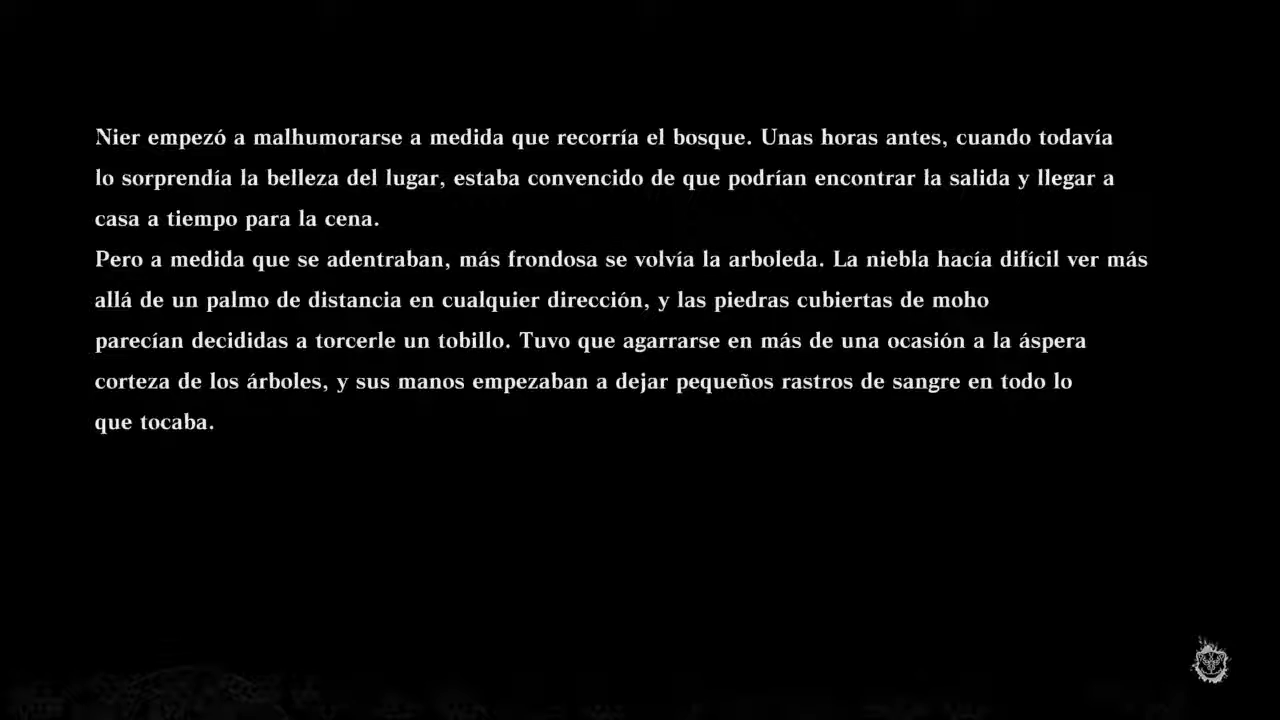 Nier empezó a malhumorarse a medida que recorría el bosque. Unas horas antes, cuando todavía
lo sorprendía la belleza del lugar, estaba convencido de que podrían encontrar la salida y llegar a
casa a tiempo para la cena.
Pero a medida que se adentraban, más frondosa se volvía la arboleda. La niebla hacía difícil ver más
allá de un palmo de distancia en cualquier dirección, y las piedras cubiertas de moho
parecían decididas a torcerle un tobillo. Tuvo que agarrarse en más de una ocasión a la áspera
corteza de los árboles, y sus manos empezaban a dejar pequeños rastros de sangre en todo lo
que tocaba.